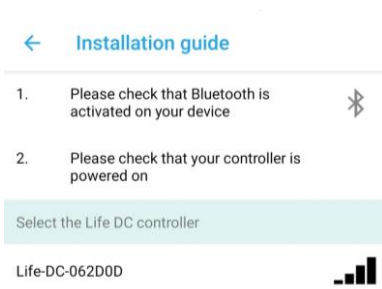 Installation guide
1. Please check that Bluetooth is
activated on your device
2. Please check that your controller is
powered on
Select the Life DC controller
Life-DC-062D0D